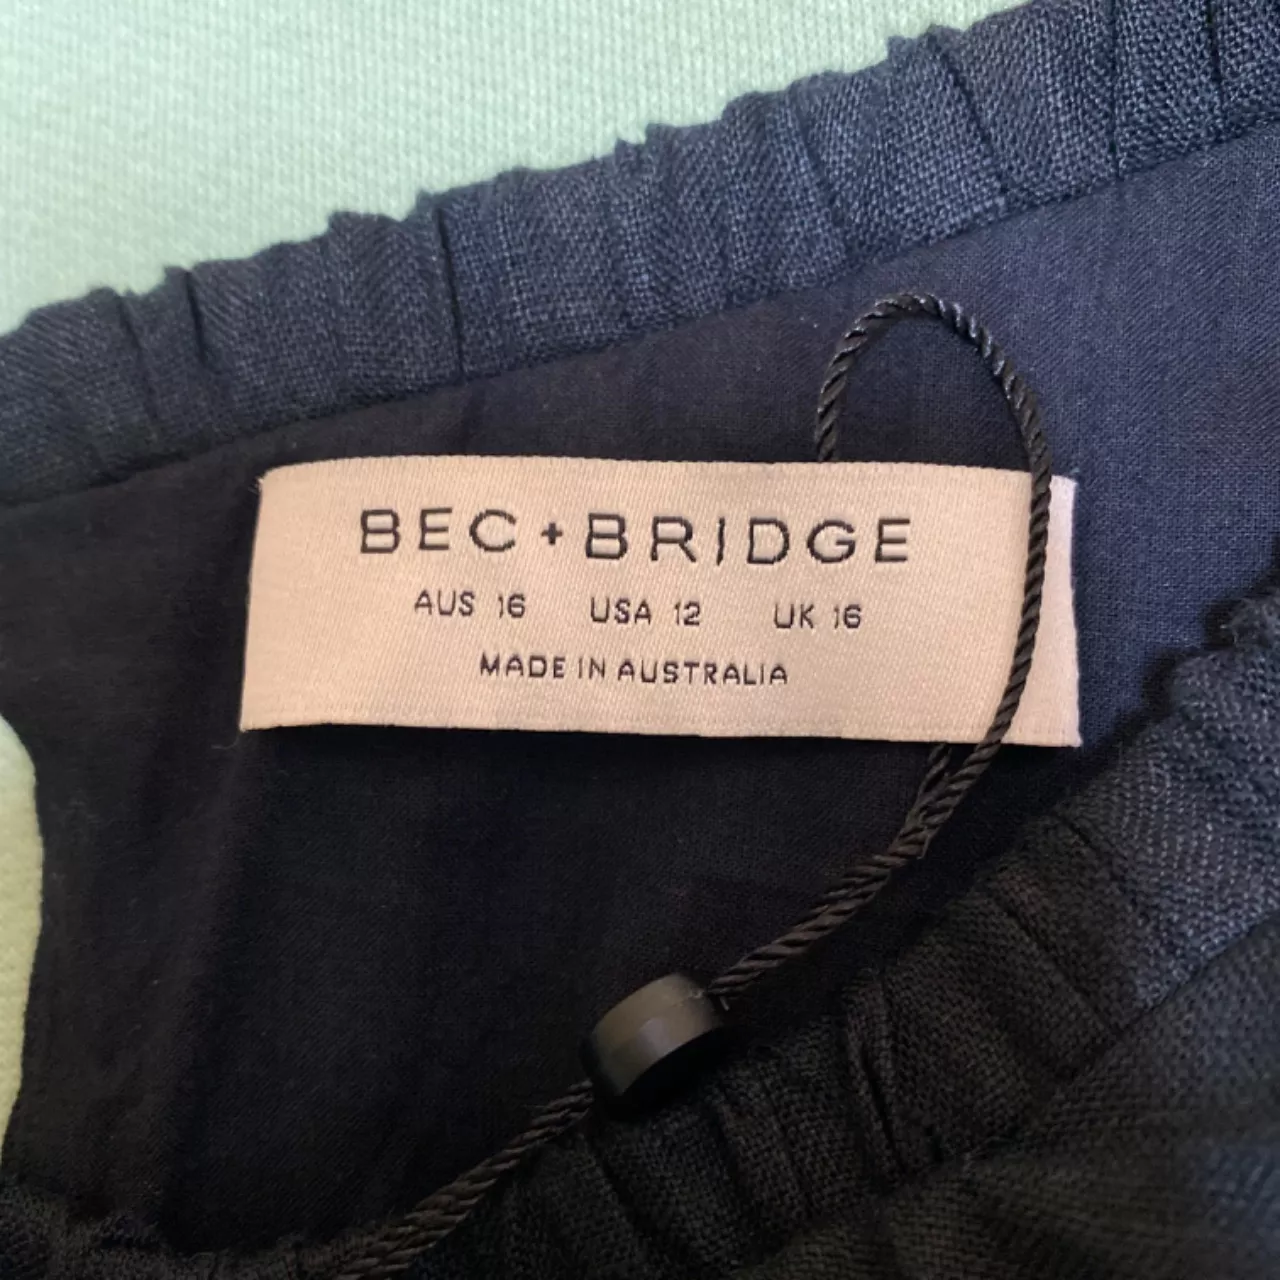 BEC + BRIDGE
AUS 16 USA 12 UK 16
MADE IN AUSTRALIA